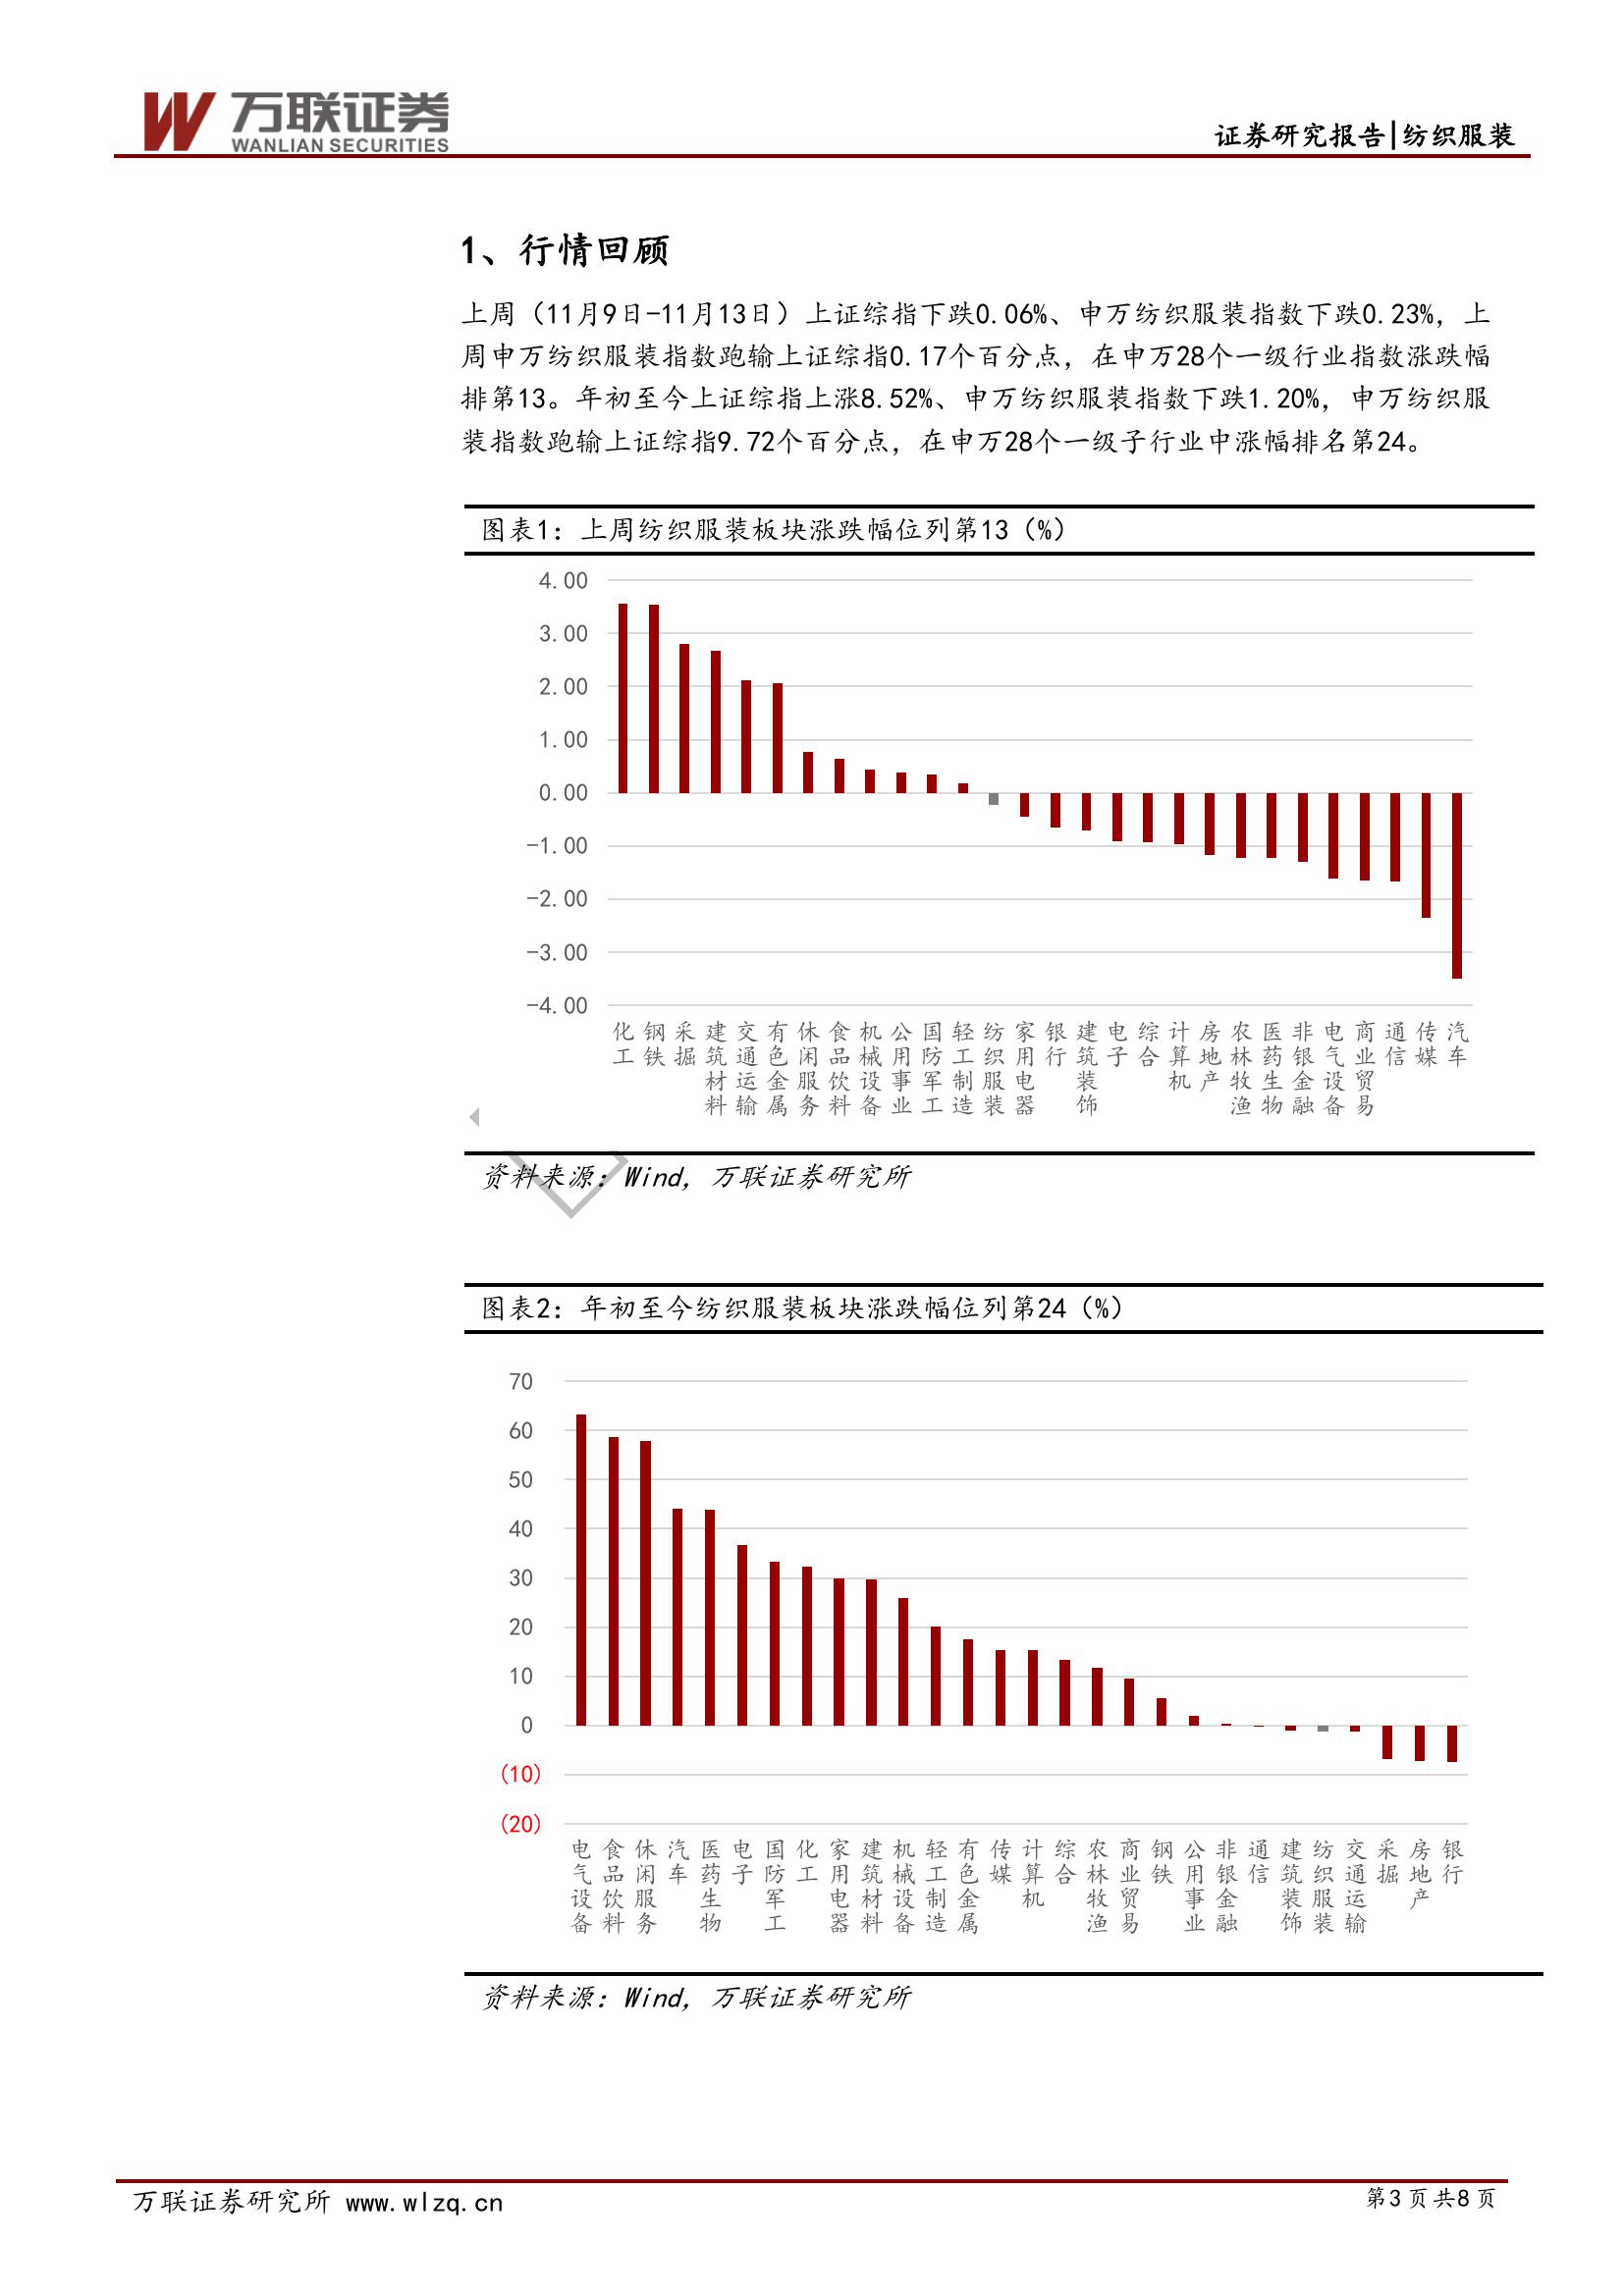 万联证券
WANLIAN SECURITIES
证券研究报告|纺织服装
1、行情回顾
上周（11月9日-11月13日）上证综指下跌0.06%、申万纺织服装指数下跌0.23%，上
周申万纺织服装指数跑输上证综指0.17个百分点，在申万28个一级行业指数涨跌幅
排第13。年初至今上证综指上涨8.52%、申万纺织服装指数下跌1.20%，申万纺织服
装指数跑输上证综指9.72个百分点，在申万28个一级子行业中涨幅排名第24。
图表1：上周纺织服装板块涨跌幅位列第13（%）
4.00
3.00
2.00
1.00
0.00
-1.00
-2.00
-3.00
-4.00
化工
钢铁
采掘
建筑材料
交通运输
有色金属
休闲服务
食品饮料
机械设备
公用事业
国防军工
轻工制造
纺织服装
家用电器
银行
建筑装饰
电子
综合
计算机
房地产
农林牧渔
医药生物
非银金融
电气设备
商业贸易
通信
传媒
汽车
资料来源：Wind，万联证券研究所
图表2：年初至今纺织服装板块涨跌幅位列第24（%）
70
60
50
40
30
20
10
0
(10)
(20)
电气设备
食品饮料
休闲服务
汽车
医药生物
电子
国防军工
化工
家用电器
建筑材料
机械设备
轻工制造
有色金属
传媒
计算机
综合
农林牧渔
商业贸易
钢铁
公用事业
非银金融
通信
建筑装饰
纺织服装
交通运输
采掘
房地产
银行
资料来源：Wind，万联证券研究所
万联证券研究所 www.wlzq.cn
第3页共8页